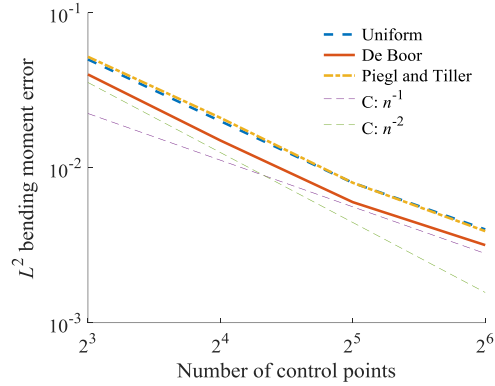 10^-1
10^-2
10^-3
L^2 bending moment error
Uniform
De Boor
Piegl and Tiller
C: n^-1
C: n^-2
2^3 2^4 2^5 2^6
Number of control points